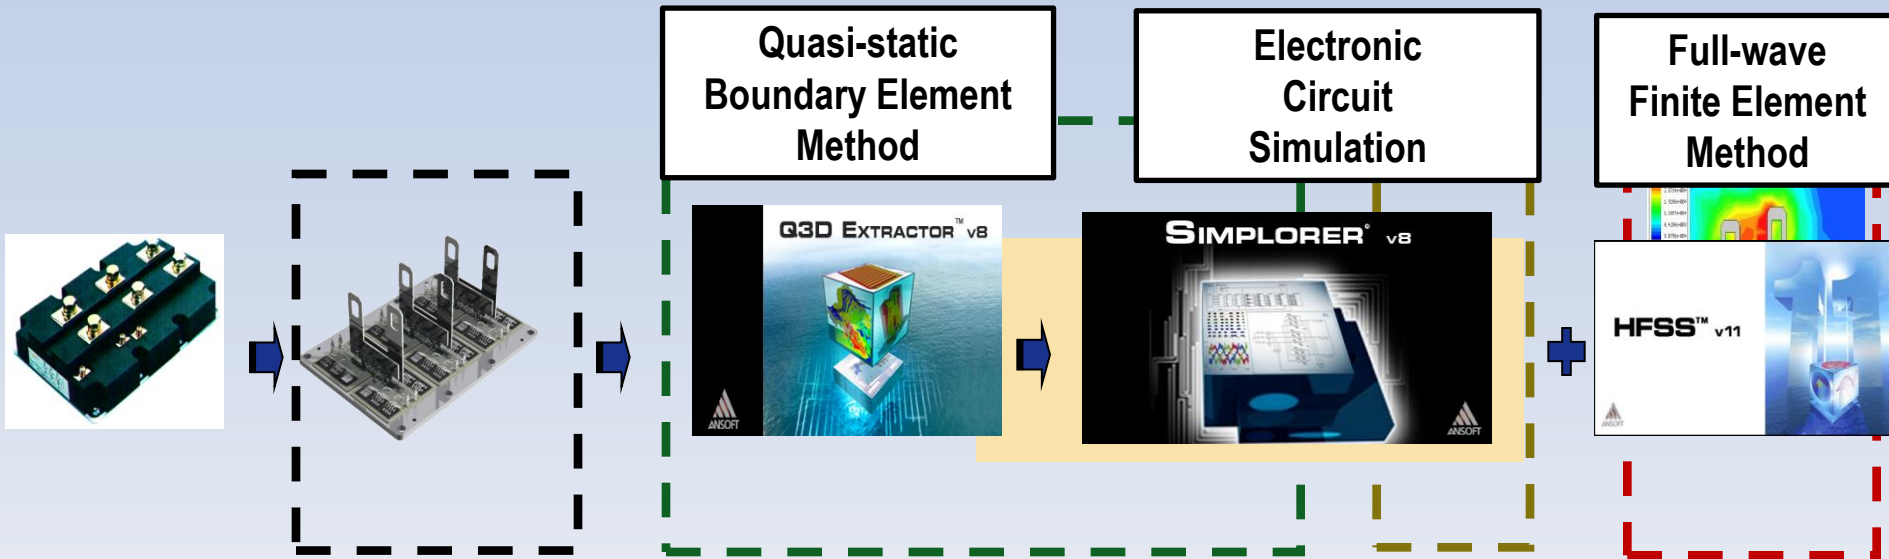 Quasi-static
Boundary Element
Method
Electronic
Circuit
Simulation
Full-wave
Finite Element
Method
Q3D EXTRACTOR™ v8
ANSOFT
SIMPLORER® v8
ANSOFT
HFSS™ v11
ANSOFT